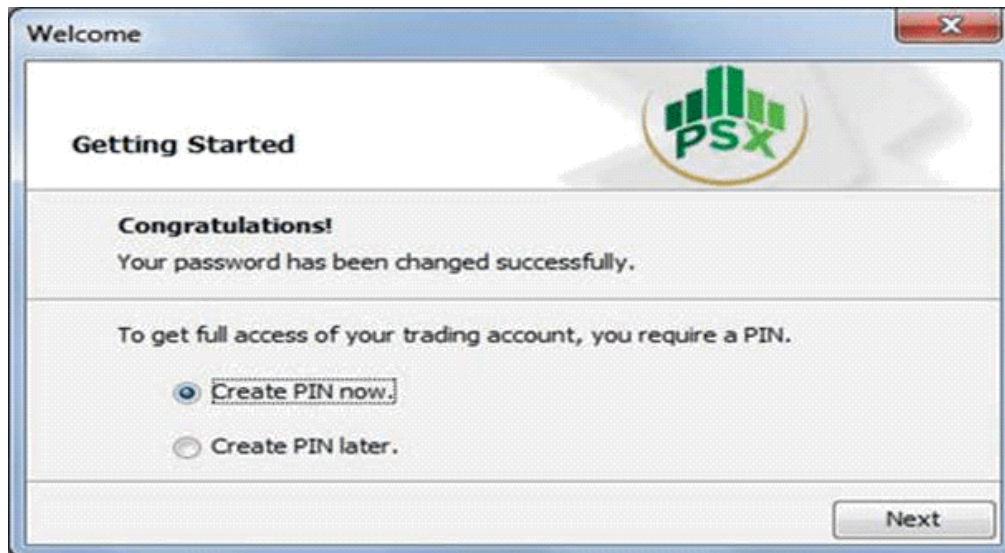 Welcome
PSX
Getting Started
Congratulations!
Your password has been changed successfully.
To get full access of your trading account, you require a PIN.
Create PIN now.
Create PIN later.
Next